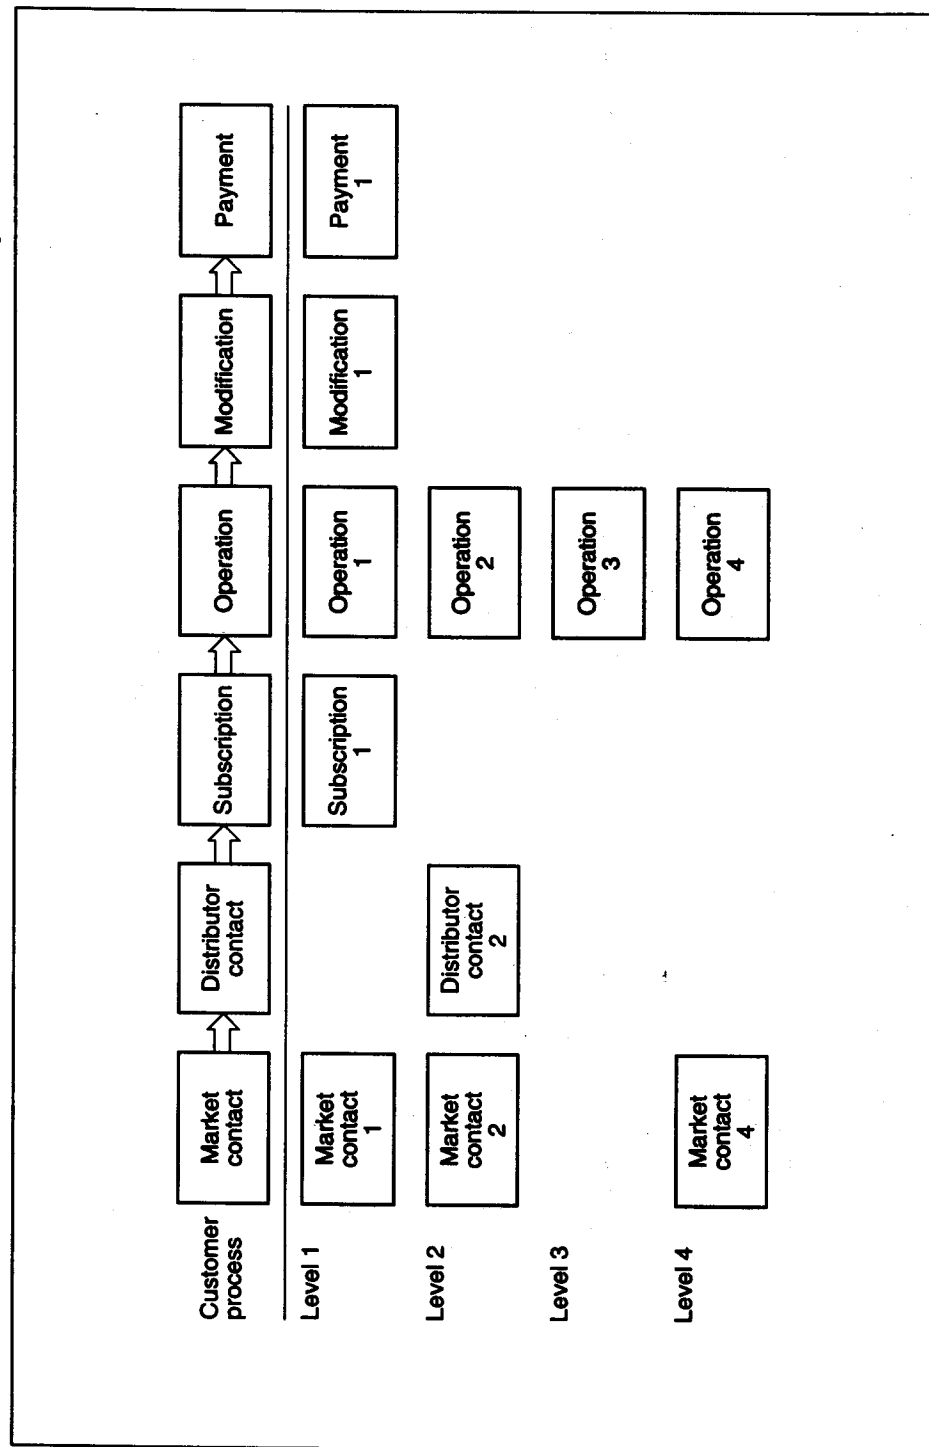 Customer
process
Market
contact
Distributor
contact
Subscription
Operation
Modification
Payment
Level 1
Market
contact
1
Subscription
1
Operation
1
Modification
1
Payment
1
Level 2
Market
contact
2
Distributor
contact
2
Operation
2
Level 3
Operation
3
Level 4
Market
contact
4
Operation
4